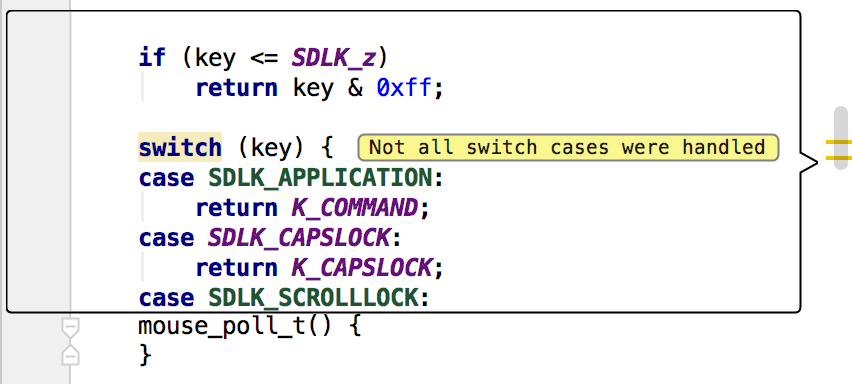 if (key <= SDLK_z)
return key & 0xff;
switch (key) { Not all switch cases were handled
case SDLK_APPLICATION:
return K_COMMAND;
case SDLK_CAPSLOCK:
return K_CAPSLOCK;
case SDLK_SCROLLLOCK:
mouse_poll_t() {
}